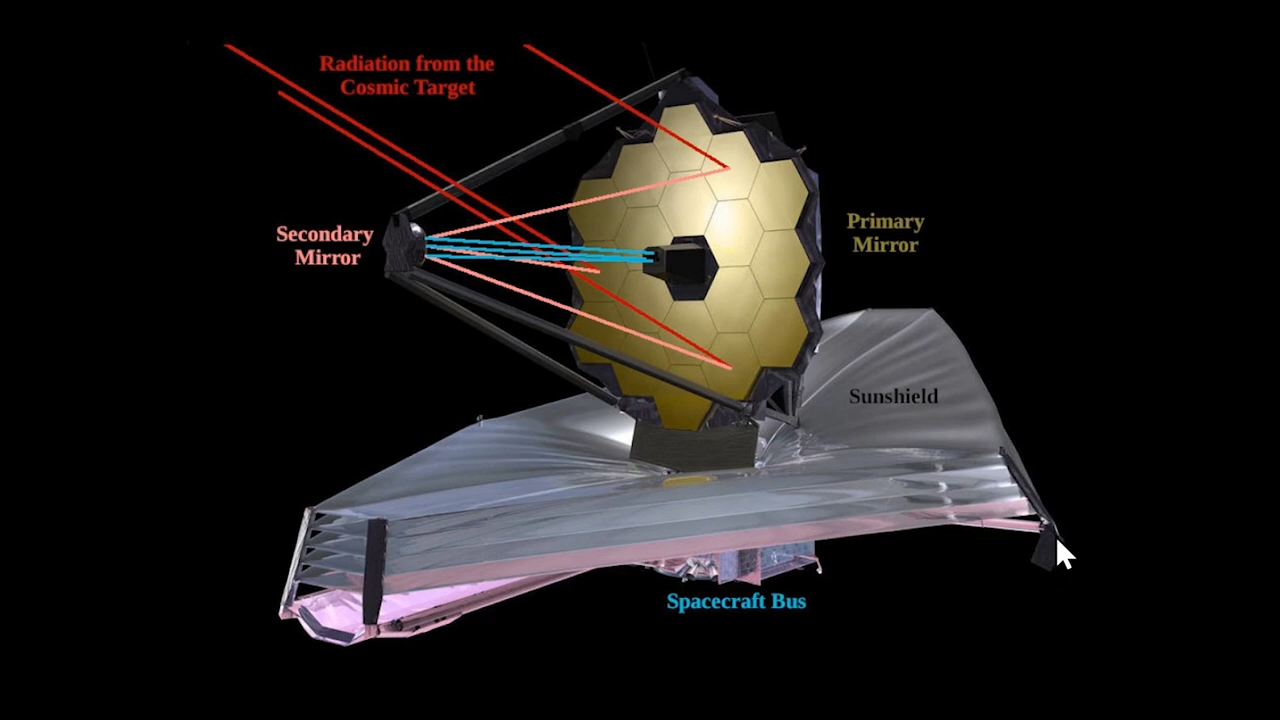 Radiation from the
Cosmic Target
Secondary
Mirror
Primary
Mirror
Sunshield
Spacecraft Bus